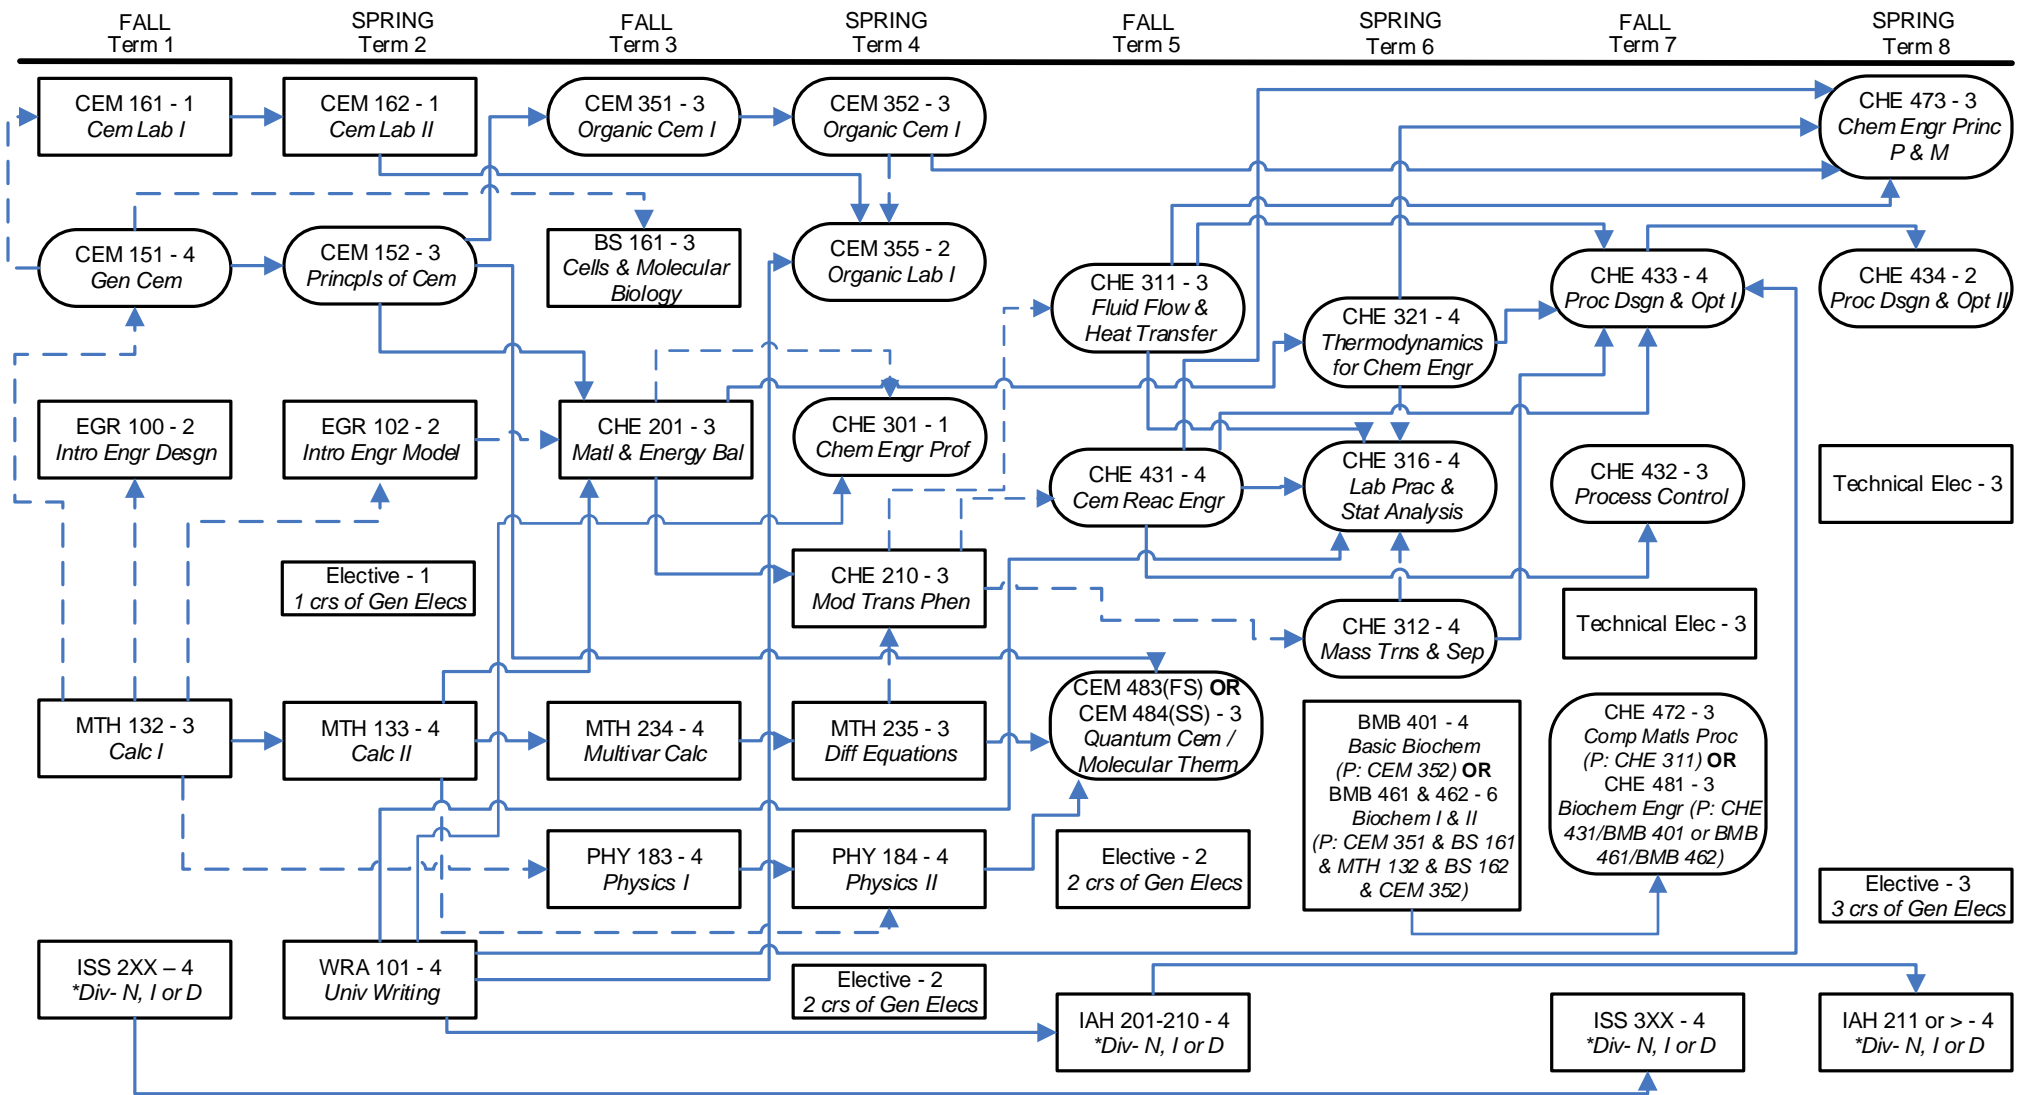 FALL
Term 1
SPRING
Term 2
FALL
Term 3
SPRING
Term 4
FALL
Term 5
SPRING
Term 6
FALL
Term 7
SPRING
Term 8
CEM 161 - 1
Cem Lab I
CEM 151 - 4
Gen Cem
EGR 100 - 2
Intro Engr Desgn
MTH 132 - 3
Calc I
ISS 2XX – 4
*Div- N, I or D
CEM 162 - 1
Cem Lab II
CEM 152 - 3
Princpls of Cem
EGR 102 - 2
Intro Engr Model
Elective - 1
1 crs of Gen Elecs
MTH 133 - 4
Calc II
WRA 101 - 4
Univ Writing
CEM 351 - 3
Organic Cem I
BS 161 - 3
Cells & Molecular
Biology
CHE 201 - 3
Matl & Energy Bal
MTH 234 - 4
Multivar Calc
PHY 183 - 4
Physics I
CEM 352 - 3
Organic Cem I
CEM 355 - 2
Organic Lab I
CHE 301 - 1
Chem Engr Prof
CHE 210 - 3
Mod Trans Phen
MTH 235 - 3
Diff Equations
PHY 184 - 4
Physics II
Elective - 2
2 crs of Gen Elecs
CHE 311 - 3
Fluid Flow &
Heat Transfer
CHE 431 - 4
Cem Reac Engr
CEM 483(FS) OR
CEM 484(SS) - 3
Quantum Cem /
Molecular Therm
Elective - 2
2 crs of Gen Elecs
IAH 201-210 - 4
*Div- N, I or D
CHE 321 - 4
Thermodynamics
for Chem Engr
CHE 316 - 4
Lab Prac &
Stat Analysis
CHE 312 - 4
Mass Trns & Sep
BMB 401 - 4
Basic Biochem
(P: CEM 352) OR
BMB 461 & 462 - 6
Biochem I & II
(P: CEM 351 & BS 161
& MTH 132 & BS 162
& CEM 352)
CHE 433 - 4
Proc Dsgn & Opt I
CHE 432 - 3
Process Control
Technical Elec - 3
CHE 472 - 3
Comp Matls Proc
(P: CHE 311) OR
CHE 481 - 3
Biochem Engr (P: CHE
431/BMB 401 or BMB
461/BMB 462)
ISS 3XX - 4
*Div- N, I or D
CHE 473 - 3
Chem Engr Princ
P & M
CHE 434 - 2
Proc Dsgn & Opt II
Technical Elec - 3
Elective - 3
3 crs of Gen Elecs
IAH 211 or > - 4
*Div- N, I or D